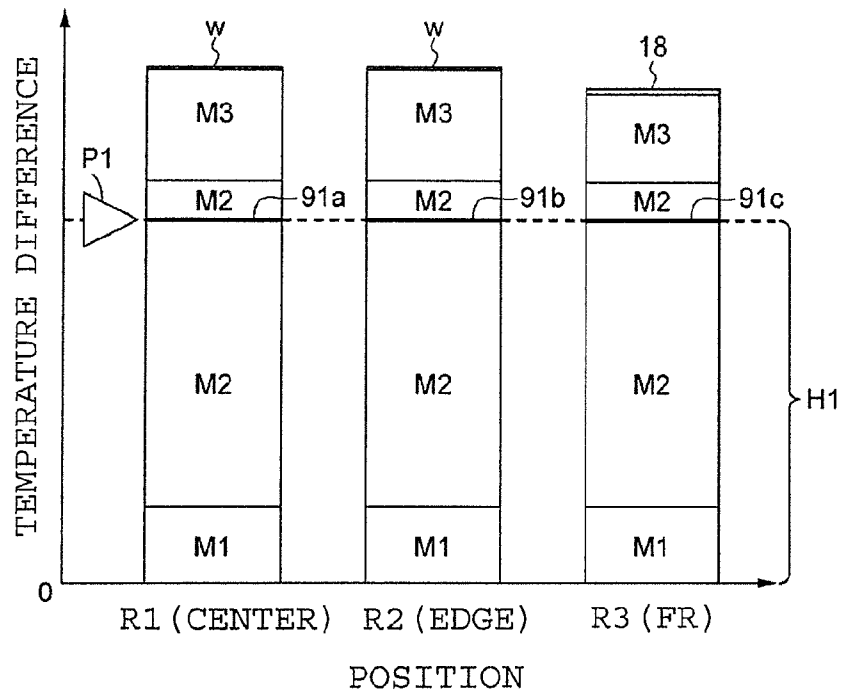 TEMPERATURE DIFFERENCE
W
W
18
M3
M3
M3
P1
M2
91a
M2
91b
M2
91c
M2
M2
M2
H1
M1
M1
M1
0
R1 (CENTER)
R2 (EDGE)
R3 (FR)
POSITION